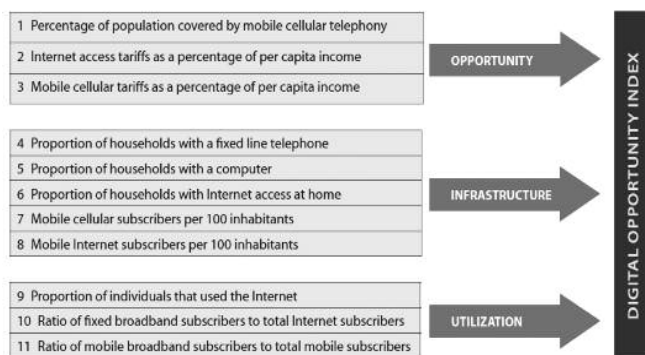 1 Percentage of population covered by mobile cellular telephony
2 Internet access tariffs as a percentage of per capita income
3 Mobile cellular tariffs as a percentage of per capita income
OPPORTUNITY
4 Proportion of households with a fixed line telephone
5 Proportion of households with a computer
6 Proportion of households with Internet access at home
7 Mobile cellular subscribers per 100 inhabitants
8 Mobile Internet subscribers per 100 inhabitants
INFRASTRUCTURE
9 Proportion of individuals that used the Internet
10 Ratio of fixed broadband subscribers to total Internet subscribers
11 Ratio of mobile broadband subscribers to total mobile subscribers
UTILIZATION
DIGITAL OPPORTUNITY INDEX